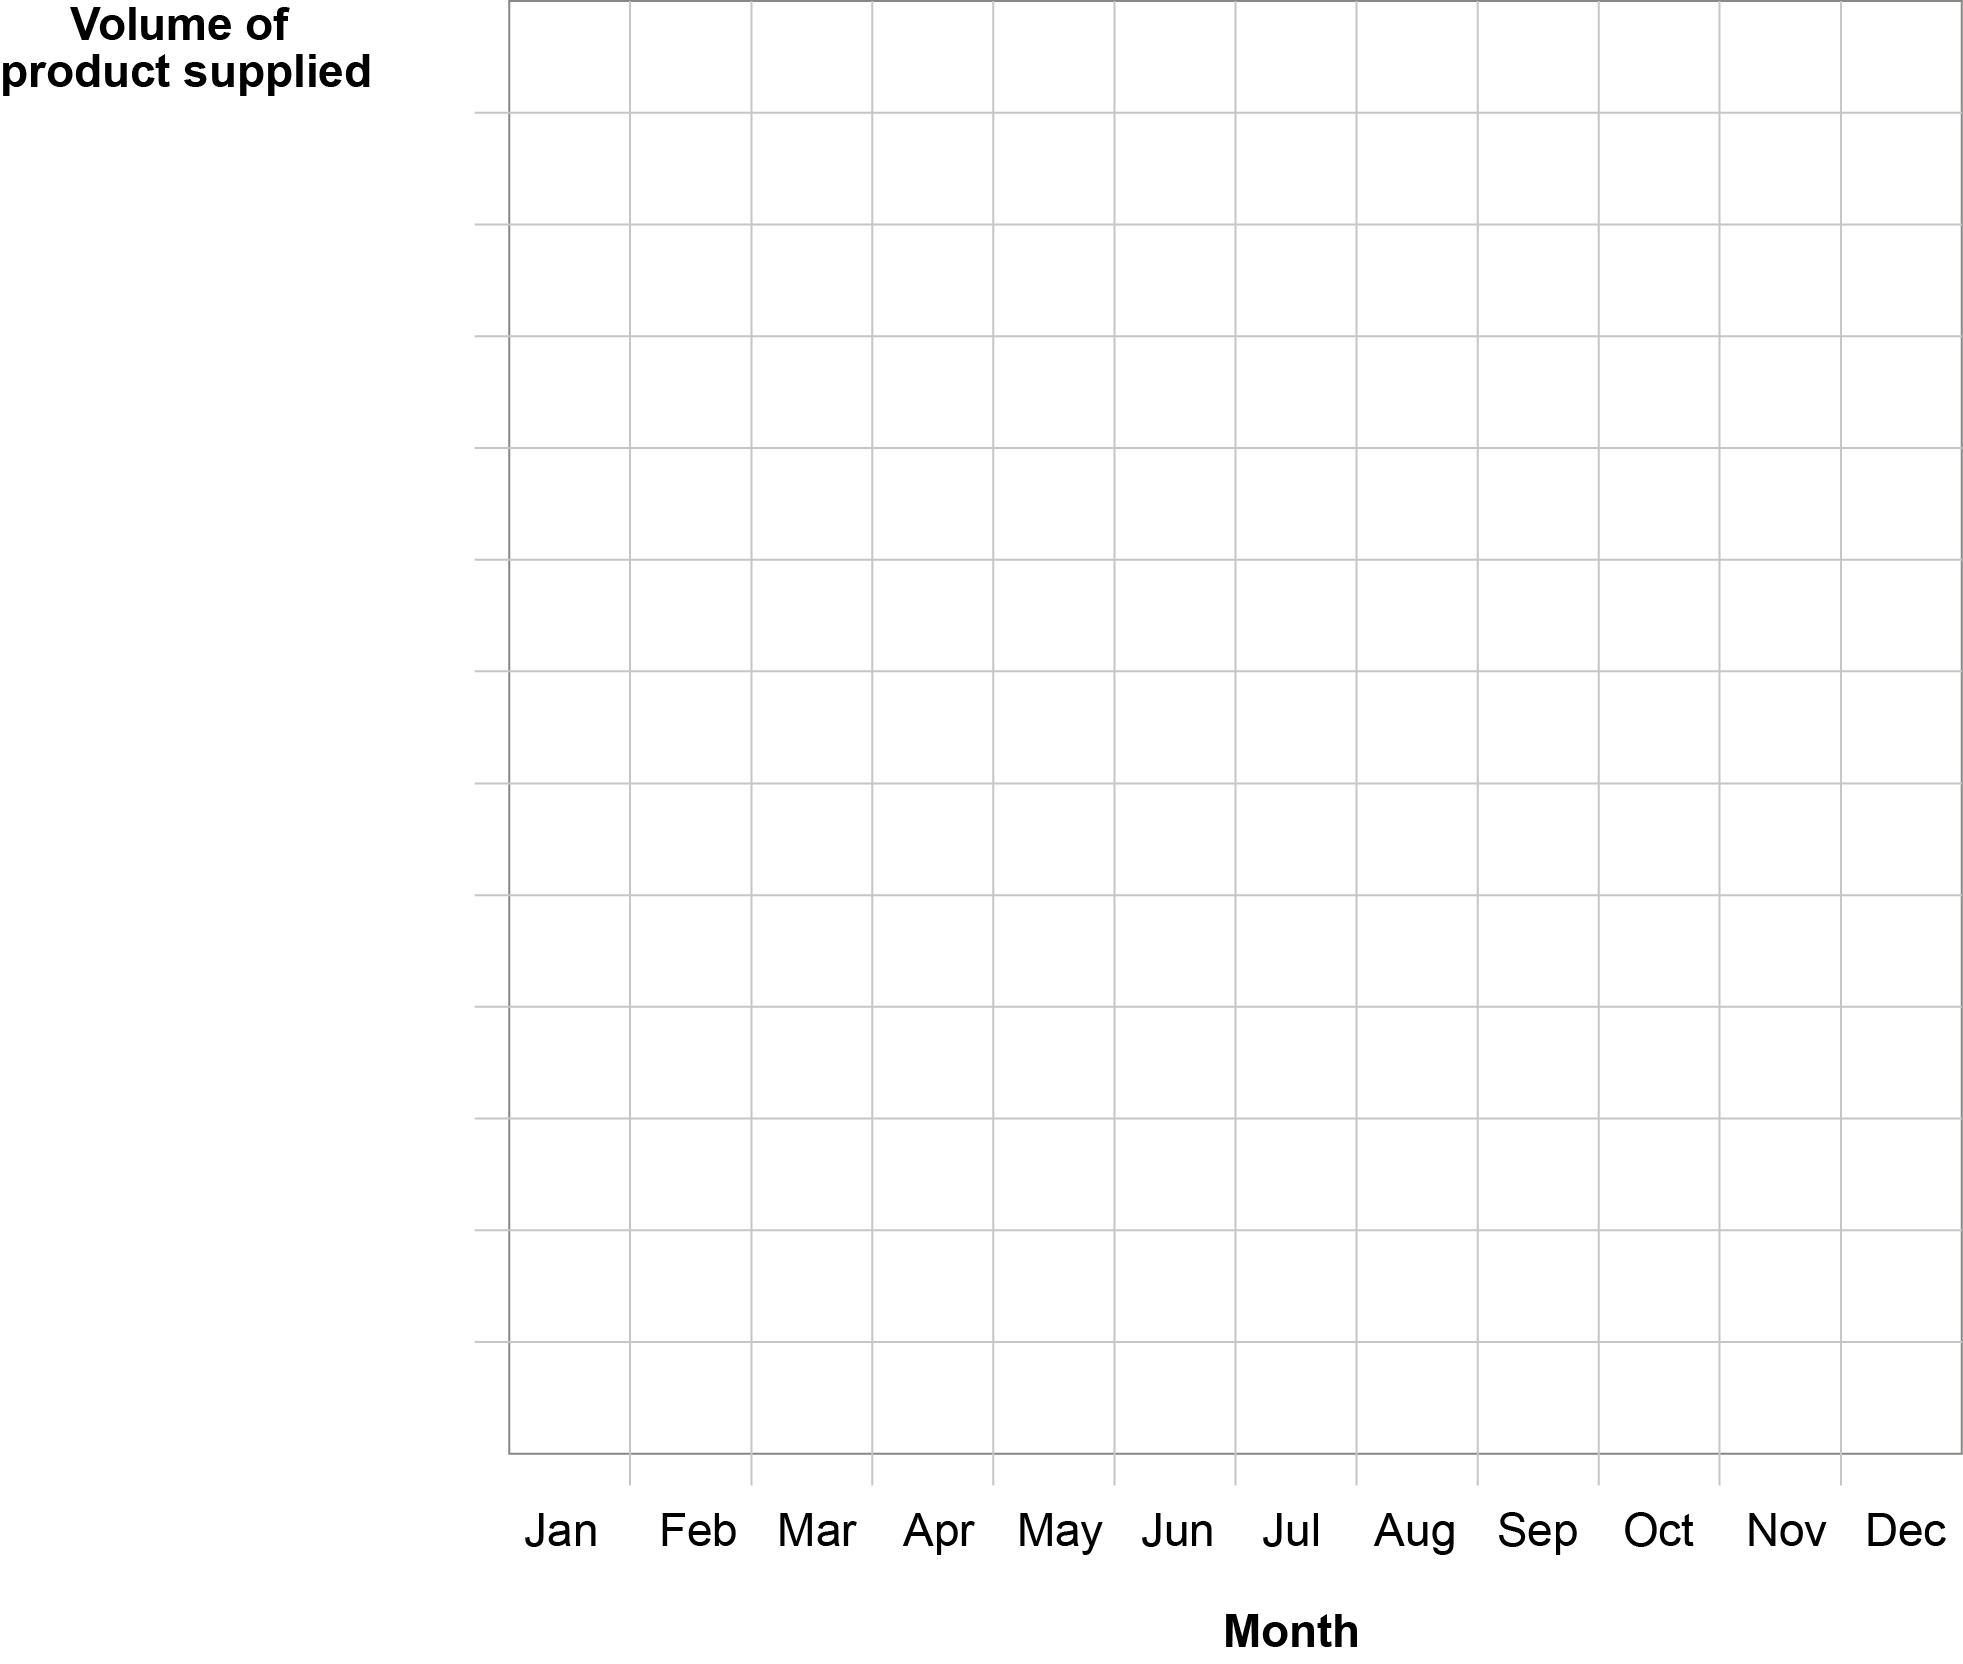 Volume of
product supplied
Jan Feb Mar Apr May Jun Jul Aug Sep Oct Nov Dec
Month